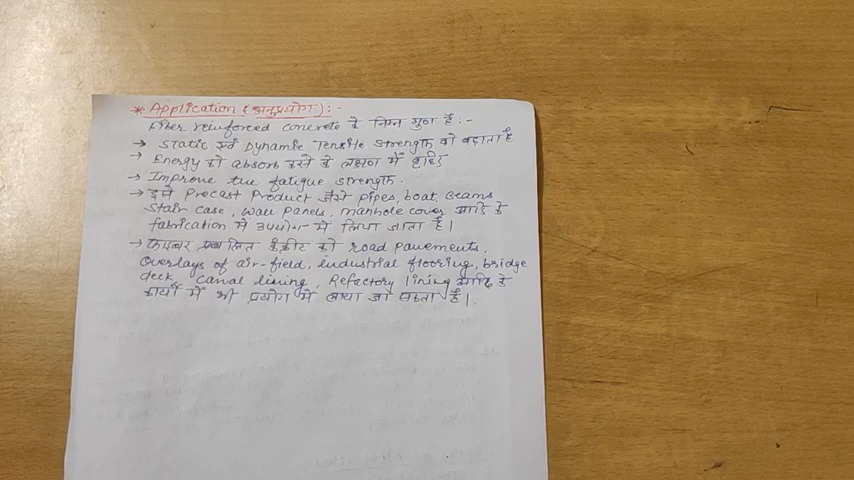 * Application (अनुप्रयोग) :-
Fiber reinforced concrete के निम्न गुण हैं :-
→ Static एवं Dynamic Tensile Strength को बढ़ाता है
→ Energy को absorb करने के लक्षण में वृद्धि
→ Improve the fatigue strength.
→ इसे Precast Product जैसे pipes, boat, Beams
Stair case, Wall Panels, manhole cover आदि के
fabrication में उपयोग में लिया जाता है।
→ फाइबर प्रबलित कंक्रीट को road pavements,
Overlays of air-field, industrial flooring, bridge
deck, Canal lining, Refactory lining आदि के
कार्यों में भी प्रयोग में लाया जा सकता है।